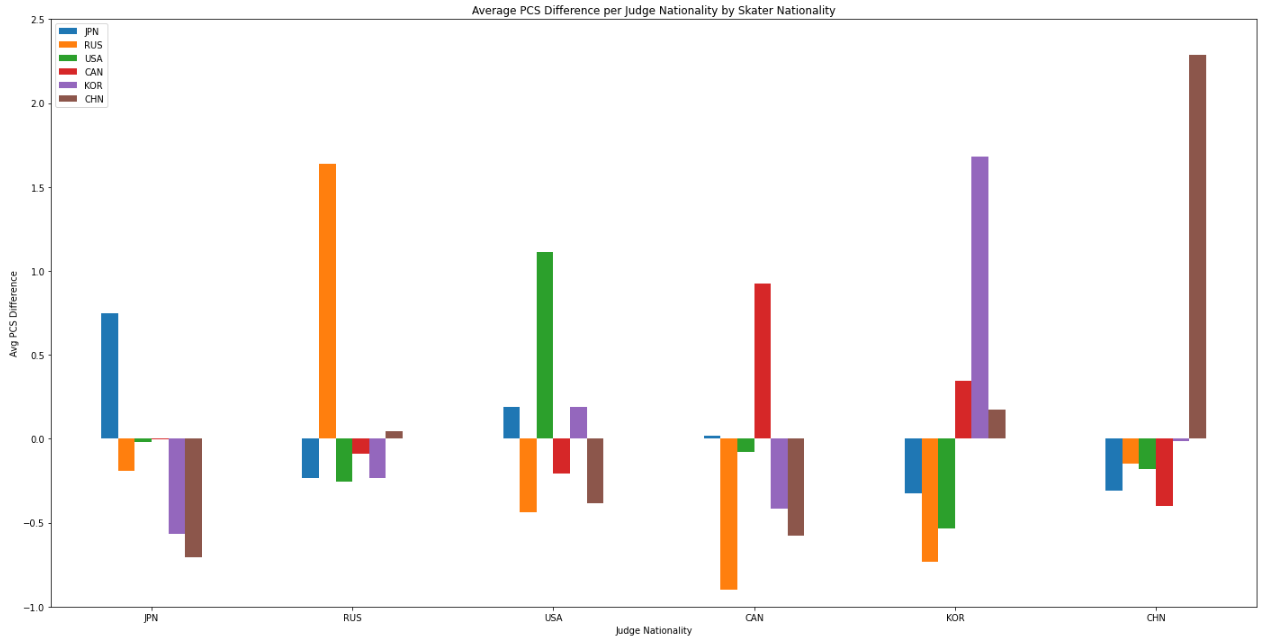 Average PCS Difference per Judge Nationality by Skater Nationality
JPN
RUS
USA
CAN
KOR
CHN
2.5
2.0
1.5
1.0
0.5
0.0
−0.5
−1.0
Avg PCS Difference
JPN RUS USA CAN KOR CHN
Judge Nationality